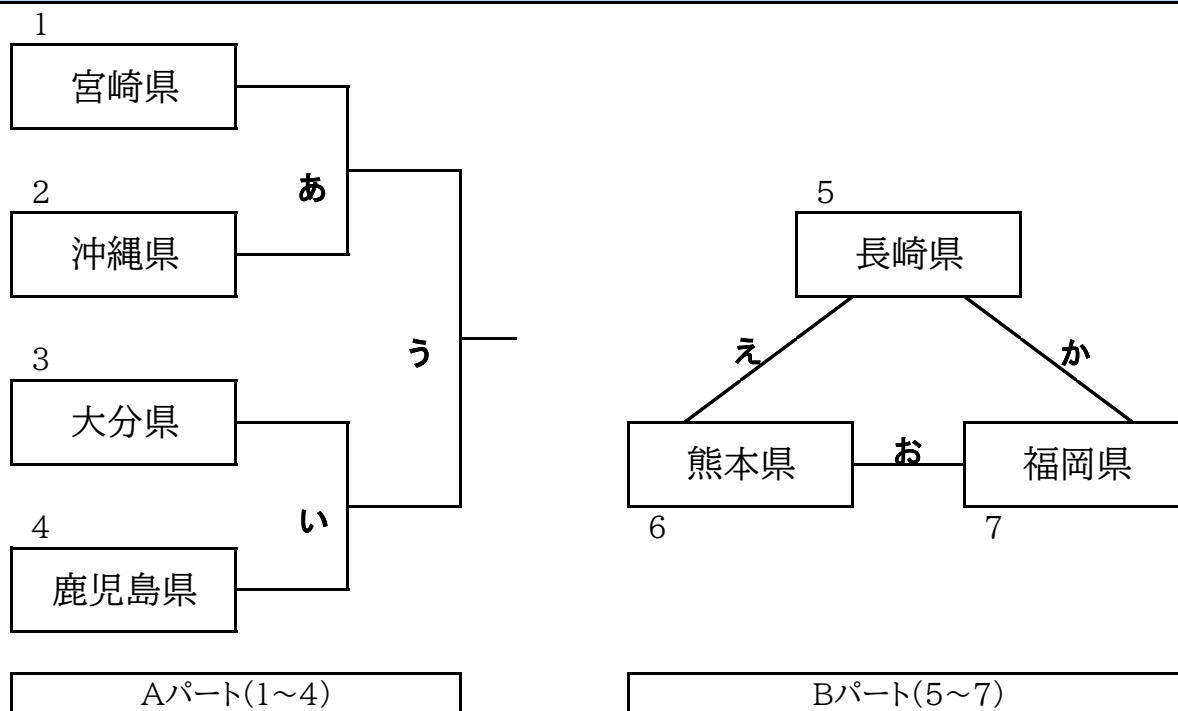 1
宮崎県
あ
2
沖縄県
う
3
大分県
い
4
鹿児島県
Aパート(1～4)
5
長崎県
え
か
熊本県
お
福岡県
6
7
Bパート(5～7)